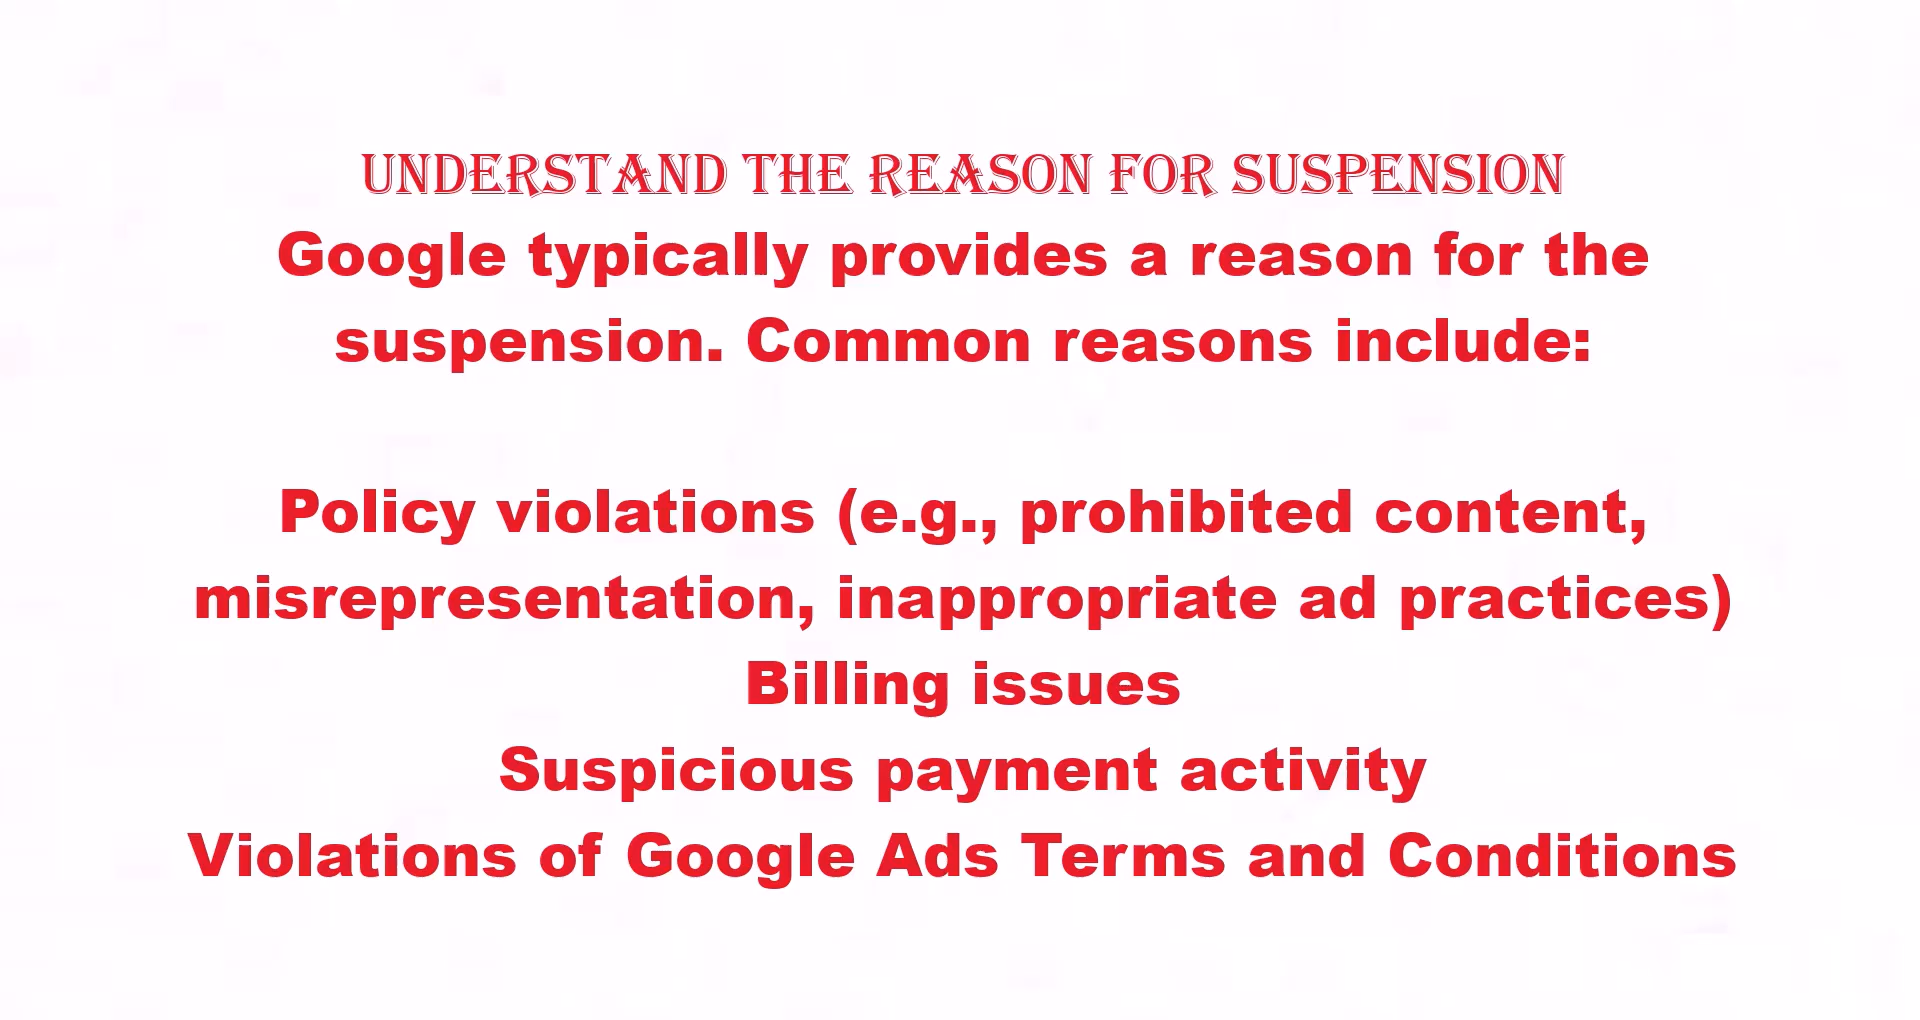 UNDERSTAND THE REASON FOR SUSPENSION
Google typically provides a reason for the
suspension. Common reasons include:
Policy violations (e.g., prohibited content,
misrepresentation, inappropriate ad practices)
Billing issues
Suspicious payment activity
Violations of Google Ads Terms and Conditions